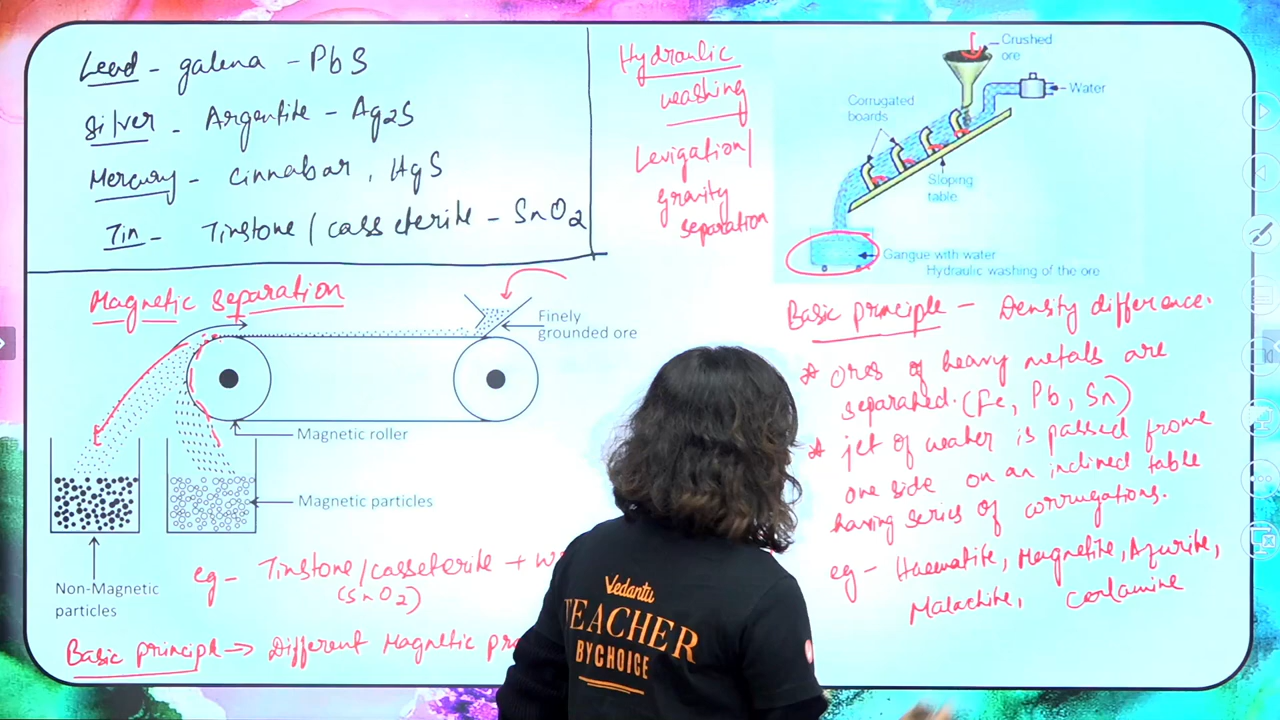 Lead - galena - PbS
Silver - Argentite - Ag2S
Mercury - Cinnabar, HgS
Tin - Tinstone / casseterite - SnO2
Hydraulic
washing
Levigation/
gravity
separation
Crushed
ore
Water
Corrugated
boards
Sloping
table
Gangue with water
Hydraulic washing of the ore
Magnetic separation
Finely
grounded ore
Magnetic roller
Magnetic particles
Non-Magnetic
particles
eg - Tinstone/casseterite +
(SnO2)
Basic principle → Different Magnetic
Basic principle - Density difference.
* Ores of heavy metals are
separated. (Fe, Pb, Sn)
* jet of water is passed frome
one side on an inclined table
having series of corrugations.
eg - Haematite, Magnetite, Azurite,
Malachite,
Vedantu
TEACHER
BY CHOICE